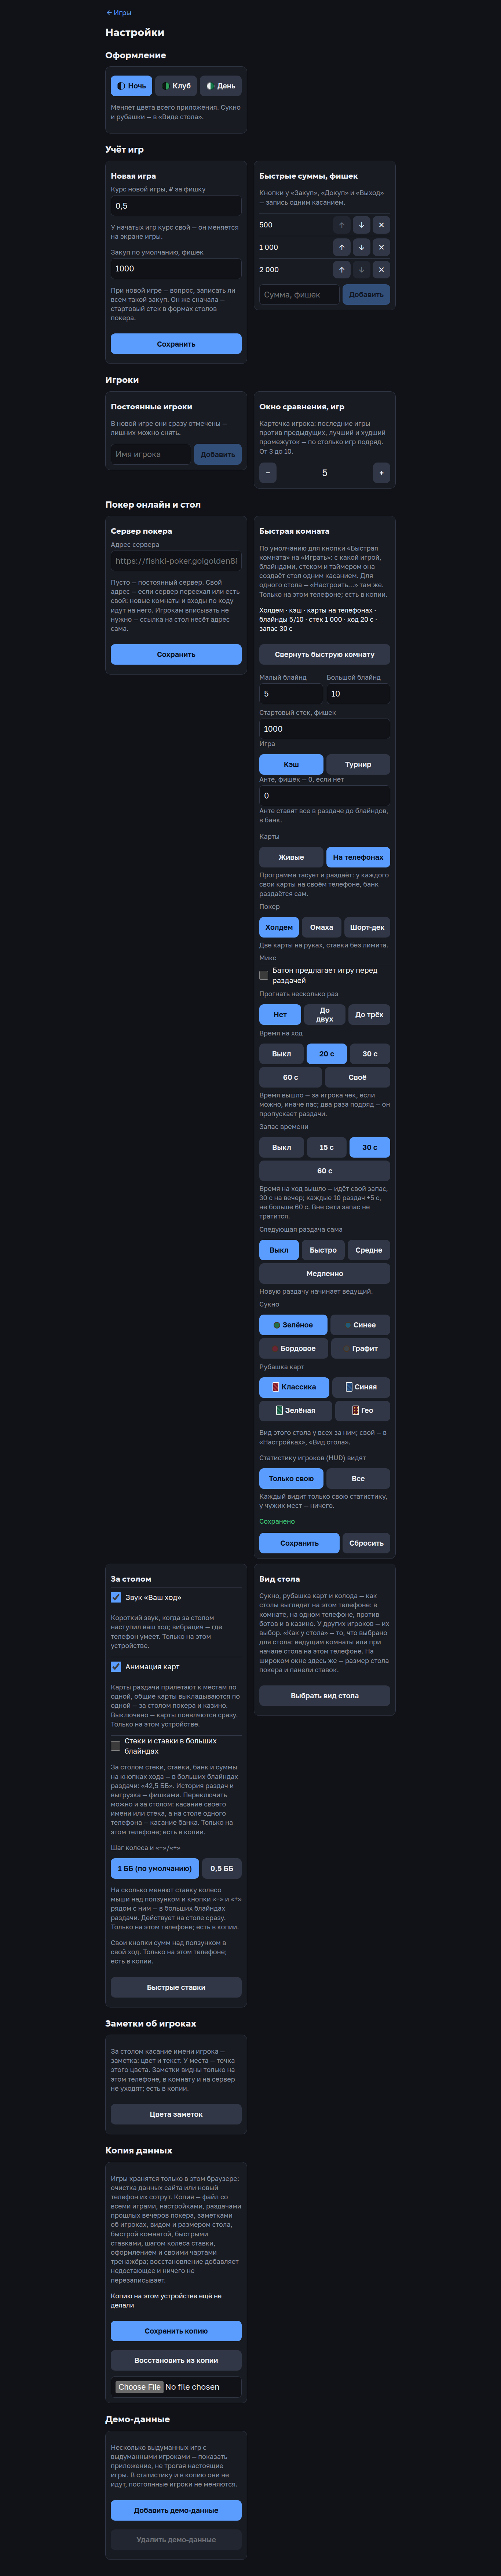 ← Игры
Настройки
Оформление
Ночь
Клуб
День
Меняет цвета всего приложения. Сукно
и рубашки — в «Виде стола».
Учёт игр
Новая игра
Курс новой игры, ₽ за фишку
0,5
У начатых игр курс свой — он меняется
на экране игры.
Закуп по умолчанию, фишек
1000
При новой игре — вопрос, записать ли
всем такой закуп. Он же сначала —
стартовый стек в формах столов
покера.
Сохранить
Быстрые суммы, фишек
Кнопки у «Закуп», «Докуп» и «Выход»
— запись одним касанием.
500
↑
↓
✕
1 000
↑
↓
✕
2 000
↑
↓
✕
Сумма, фишек
Добавить
Игроки
Постоянные игроки
В новой игре они сразу отмечены —
лишних можно снять.
Имя игрока
Добавить
Окно сравнения, игр
Карточка игрока: последние игры
против предыдущих, лучший и худший
промежуток — по столько игр подряд.
От 3 до 10.
−
5
+
Покер онлайн и стол
Сервер покера
Адрес сервера
https://fishki-poker.goigolden8
Пусто — постоянный сервер. Свой
адрес — если сервер переехал или есть
свой: новые комнаты и входы по коду
идут на него. Игрокам вписывать не
нужно — ссылка на стол несёт адрес
сама.
Сохранить
Быстрая комната
По умолчанию для кнопки «Быстрая
комната» на «Играть»: с какой игрой,
блайндами, стеком и таймером она
создаёт стол одним касанием. Для
одного стола — «Настроить…» там же.
Только на этом телефоне; есть в копии.
Холдем · кэш · карты на телефонах ·
блайнды 5/10 · стек 1 000 · ход 20 с ·
запас 30 с
Свернуть быструю комнату
Малый блайнд
Большой блайнд
5
10
Стартовый стек, фишек
1000
Игра
Кэш
Турнир
Анте, фишек — 0, если нет
0
Анте ставят все в раздаче до блайндов,
в банк.
Карты
Живые
На телефонах
Программа тасует и раздаёт: у каждого
свои карты на своём телефоне, банк
раздаётся сам.
Покер
Холдем
Омаха
Шорт-дек
Две карты на руках, ставки без лимита.
Микс
Батон предлагает игру перед
раздачей
Прогнать несколько раз
Нет
До
двух
До трёх
Время на ход
Выкл
20 с
30 с
60 с
Своё
Время вышло — за игрока чек, если
можно, иначе пас; два раза подряд — он
пропускает раздачи.
Запас времени
Выкл
15 с
30 с
60 с
Время на ход вышло — идёт свой запас,
30 с на вечер; каждые 10 раздач +5 с,
не больше 60 с. Вне сети запас не
тратится.
Следующая раздача сама
Выкл
Быстро
Средне
Медленно
Новую раздачу начинает ведущий.
Сукно
Зелёное
Синее
Бордовое
Графит
Рубашка карт
Классика
Синяя
Зелёная
Гео
Вид этого стола у всех за ним; свой — в
«Настройках», «Вид стола».
Статистику игроков (HUD) видят
Только свою
Все
Каждый видит только свою статистику,
у чужих мест — ничего.
Сохранено
Сохранить
Сбросить
За столом
Звук «Ваш ход»
Короткий звук, когда за столом
наступил ваш ход; вибрация — где
телефон умеет. Только на этом
устройстве.
Анимация карт
Карты раздачи прилетают к местам по
одной, общие карты выкладываются по
одной — за столом покера и казино.
Выключено — карты появляются сразу.
Только на этом устройстве.
Стеки и ставки в больших
блайндах
За столом стеки, ставки, банк и суммы
на кнопках хода — в больших блайндах
раздачи: «42,5 ББ». История раздач и
выгрузка — фишками. Переключить
можно и за столом: касание своего
имени или стека, а на столе одного
телефона — касание банка. Только на
этом телефоне; есть в копии.
Шаг колеса и «−»/«+»
1 ББ (по умолчанию)
0,5 ББ
На сколько меняют ставку колесо
мыши над ползунком и кнопки «−» и «+»
рядом с ним — в больших блайндах
раздачи. Действует на столе сразу.
Только на этом телефоне; есть в копии.
Свои кнопки сумм над ползунком в
свой ход. Только на этом телефоне;
есть в копии.
Быстрые ставки
Вид стола
Сукно, рубашка карт и колода — как
столы выглядят на этом телефоне: в
комнате, на одном телефоне, против
ботов и в казино. У других игроков — их
выбор. «Как у стола» — то, что выбрано
для стола: ведущим комнаты или при
начале стола на этом телефоне. На
широком окне здесь же — размер стола
покера и панели ставок.
Выбрать вид стола
Заметки об игроках
За столом касание имени игрока —
заметка: цвет и текст. У места — точка
этого цвета. Заметки видны только на
этом телефоне, в комнату и на сервер
не уходят; есть в копии.
Цвета заметок
Копия данных
Игры хранятся только в этом браузере:
очистка данных сайта или новый
телефон их сотрут. Копия — файл со
всеми играми, настройками, раздачами
прошлых вечеров покера, заметками
об игроках, видом и размером стола,
быстрой комнатой, быстрыми
ставками, шагом колеса ставки,
оформлением и своими чартами
тренажёра; восстановление добавляет
недостающее и ничего не
перезаписывает.
Копию на этом устройстве ещё не
делали
Сохранить копию
Восстановить из копии
Choose File No file chosen
Демо-данные
Несколько выдуманных игр с
выдуманными игроками — показать
приложение, не трогая настоящие
игры. В статистику и в копию они не
идут, постоянные игроки не меняются.
Добавить демо-данные
Удалить демо-данные